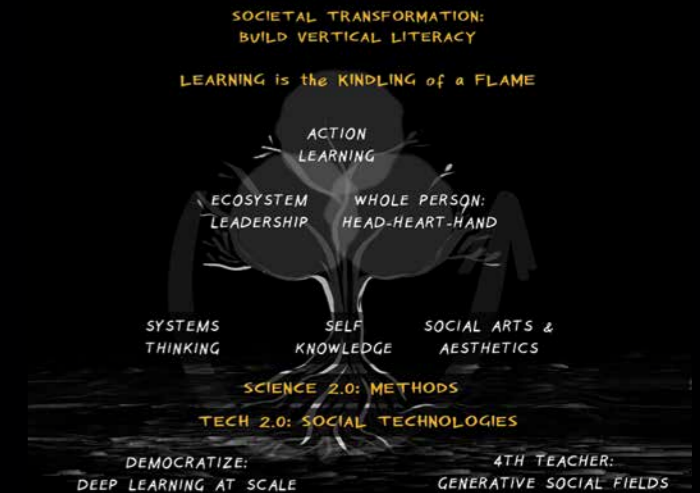 SOCIETAL TRANSFORMATION:
BUILD VERTICAL LITERACY
LEARNING is the KINDLING of a FLAME
ACTION
LEARNING
ECOSYSTEM
LEADERSHIP
WHOLE PERSON:
HEAD-HEART-HAND
SYSTEMS
THINKING
SELF
KNOWLEDGE
SOCIAL ARTS &
AESTHETICS
SCIENCE 2.0: METHODS
TECH 2.0: SOCIAL TECHNOLOGIES
DEMOCRATIZE:
DEEP LEARNING AT SCALE
4TH TEACHER:
GENERATIVE SOCIAL FIELDS